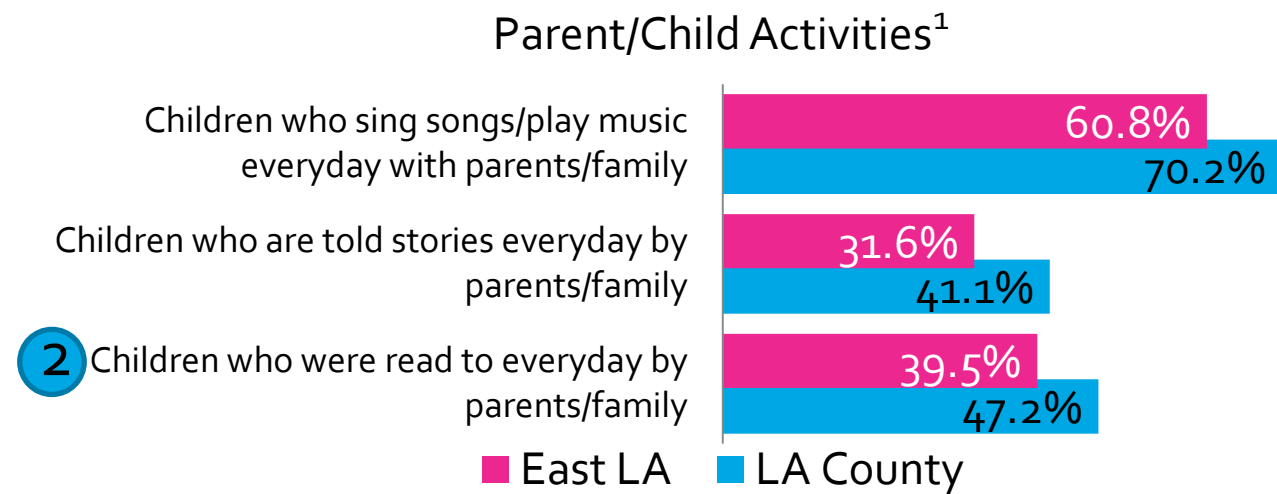 Parent/Child Activities¹
Children who sing songs/play music
everyday with parents/family
60.8%
70.2%
Children who are told stories everyday by
parents/family
31.6%
41.1%
2 Children who were read to everyday by
parents/family
39.5%
47.2%
East LA LA County